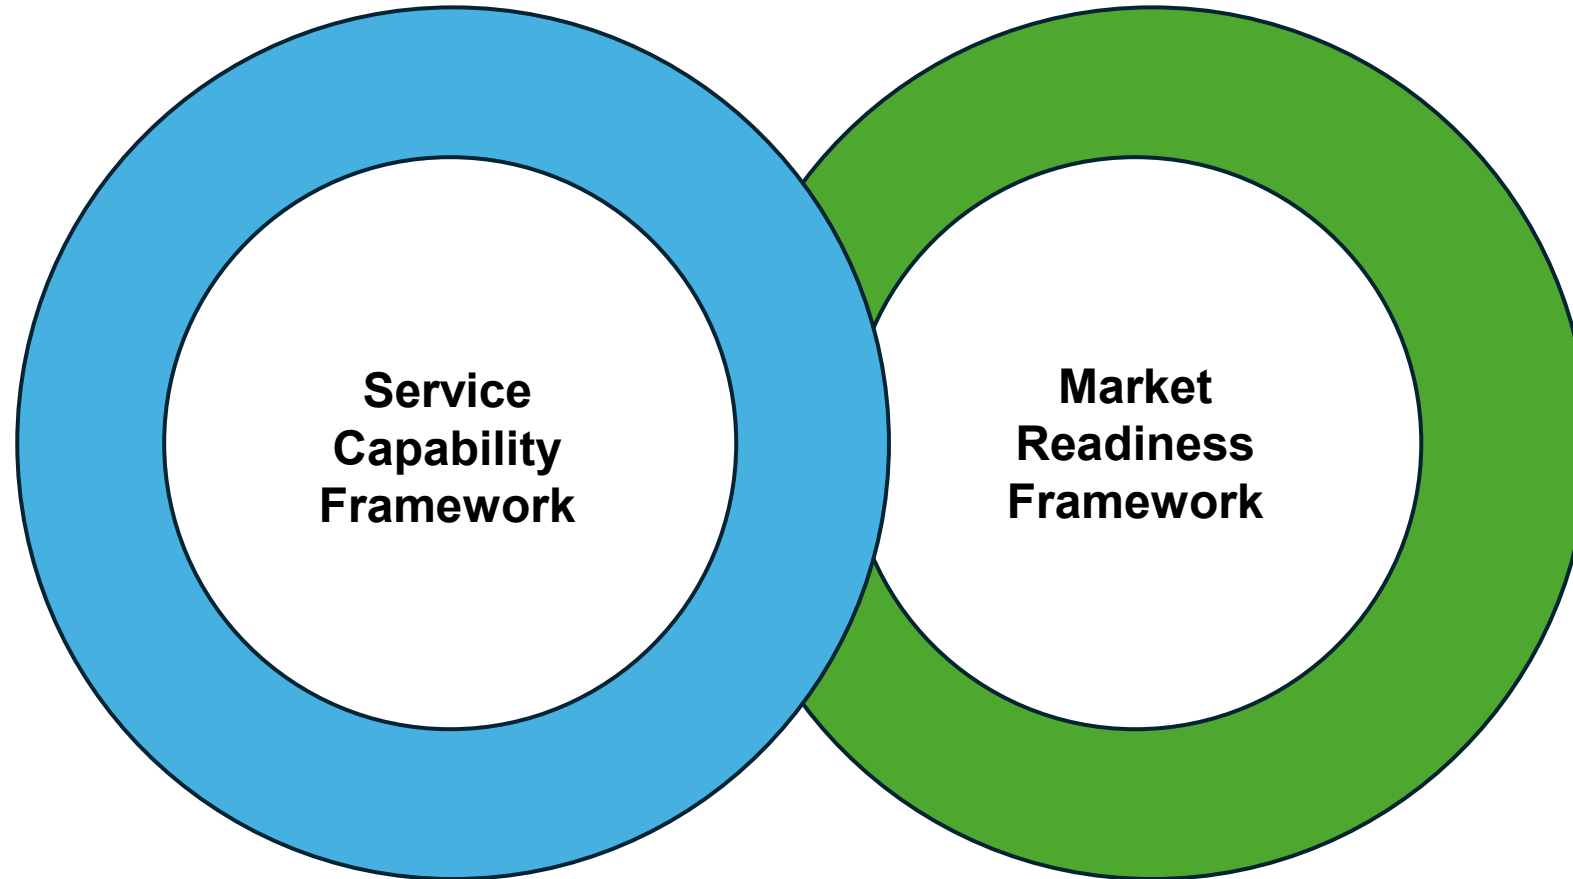 Service
Capability
Framework
Market
Readiness
Framework